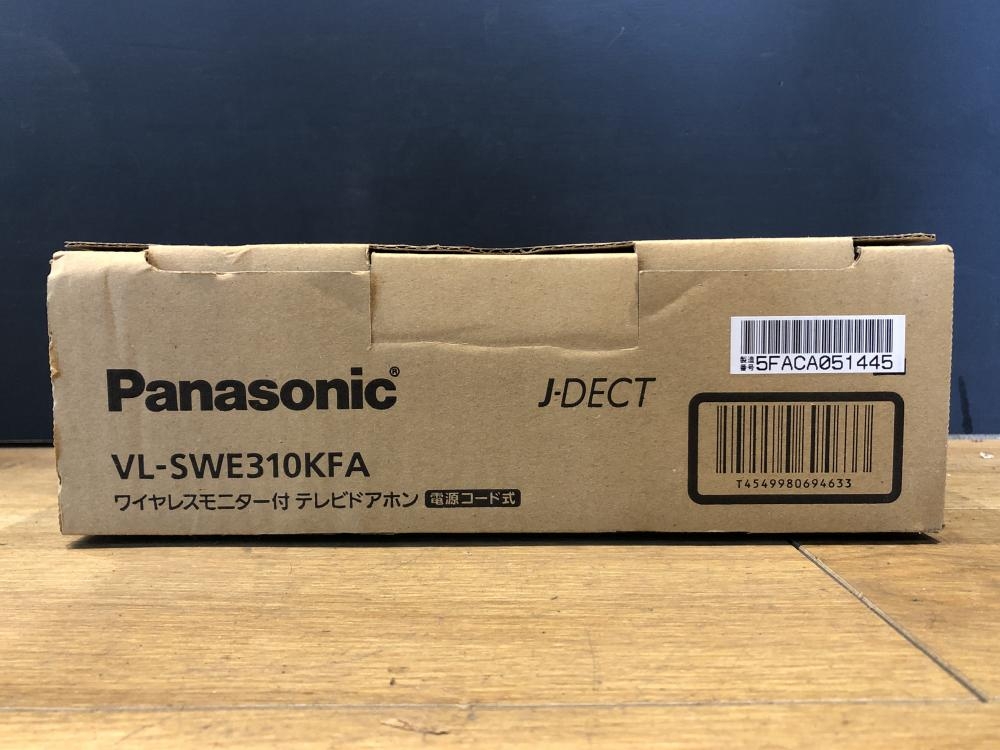 製造番号 5FACA051445
Panasonic®
J-DECT
VL-SWE310KFA
ワイヤレスモニター付 テレビドアホン 電源コード式
T4549980694633